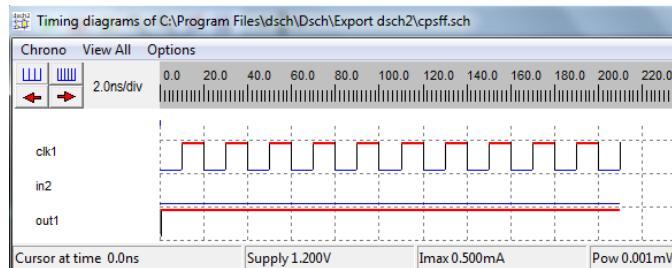 Timing diagrams of C:\Program Files\dsch\Dsch\Export dsch2\cpsff.sch
Chrono View All Options
2.0ns/div
0.0 20.0 40.0 60.0 80.0 100.0 120.0 140.0 160.0 180.0 200.0 220.0
clk1
in2
out1
Cursor at time 0.0ns Supply 1.200V Imax 0.500mA Pow 0.001mW